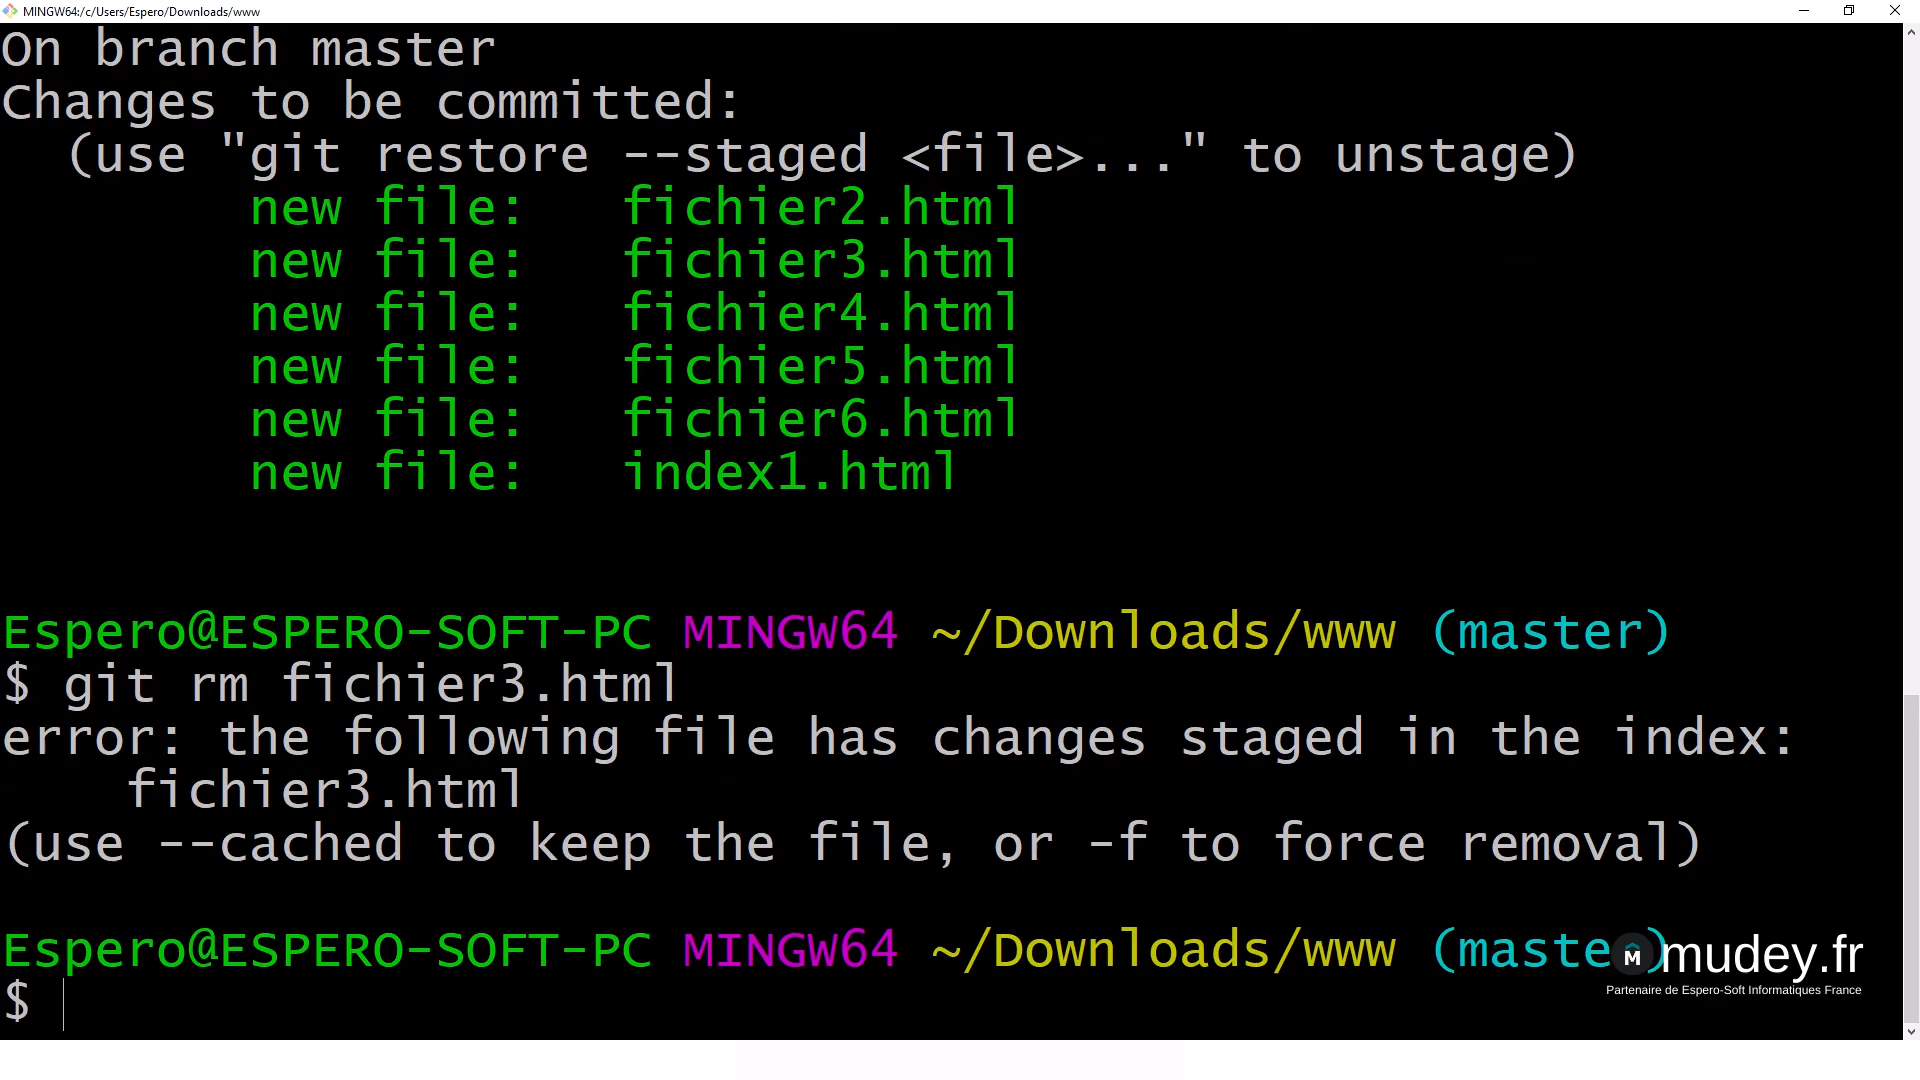 MINGW64:/c/Users/Espero/Downloads/www
On branch master
Changes to be committed:
  (use "git restore --staged <file>..." to unstage)
        new file:   fichier2.html
        new file:   fichier3.html
        new file:   fichier4.html
        new file:   fichier5.html
        new file:   fichier6.html
        new file:   index1.html
Espero@ESPERO-SOFT-PC MINGW64 ~/Downloads/www (master)
$ git rm fichier3.html
error: the following file has changes staged in the index:
    fichier3.html
(use --cached to keep the file, or -f to force removal)
Espero@ESPERO-SOFT-PC MINGW64 ~/Downloads/www (maste )
$
M mudey.fr
Partenaire de Espero-Soft Informatiques France